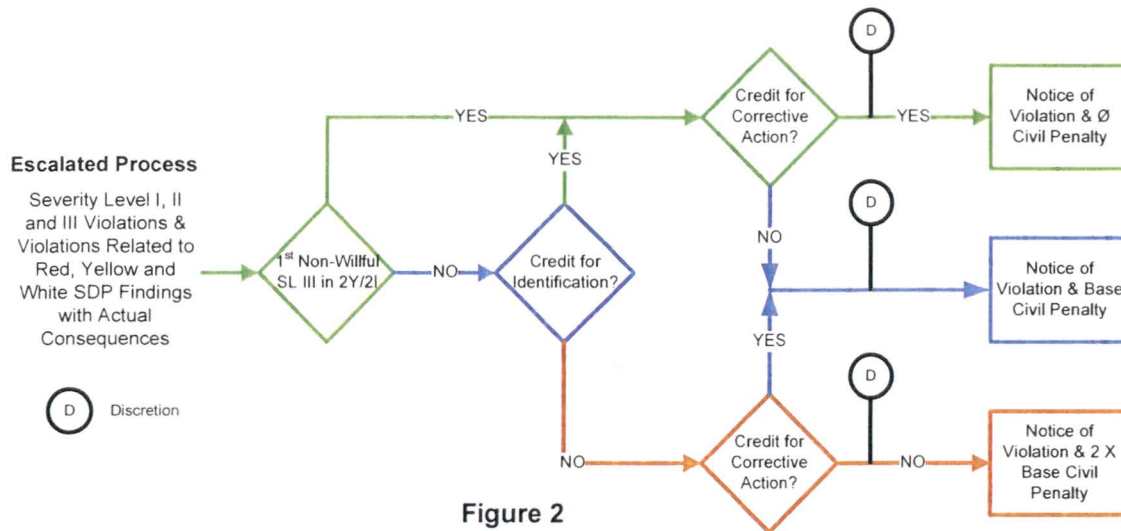 Escalated Process
Severity Level I, II
and III Violations &
Violations Related to
Red, Yellow and
White SDP Findings
with Actual
Consequences
D
Discretion
1st Non-Willful
SL III in 2Y/2I
YES
NO
Credit for
Identification?
YES
NO
Credit for
Corrective
Action?
D
YES
Notice of
Violation & Ø
Civil Penalty
NO
D
Notice of
Violation & Base
Civil Penalty
YES
Credit for
Corrective
Action?
D
NO
Notice of
Violation & 2 X
Base Civil
Penalty
Figure 2